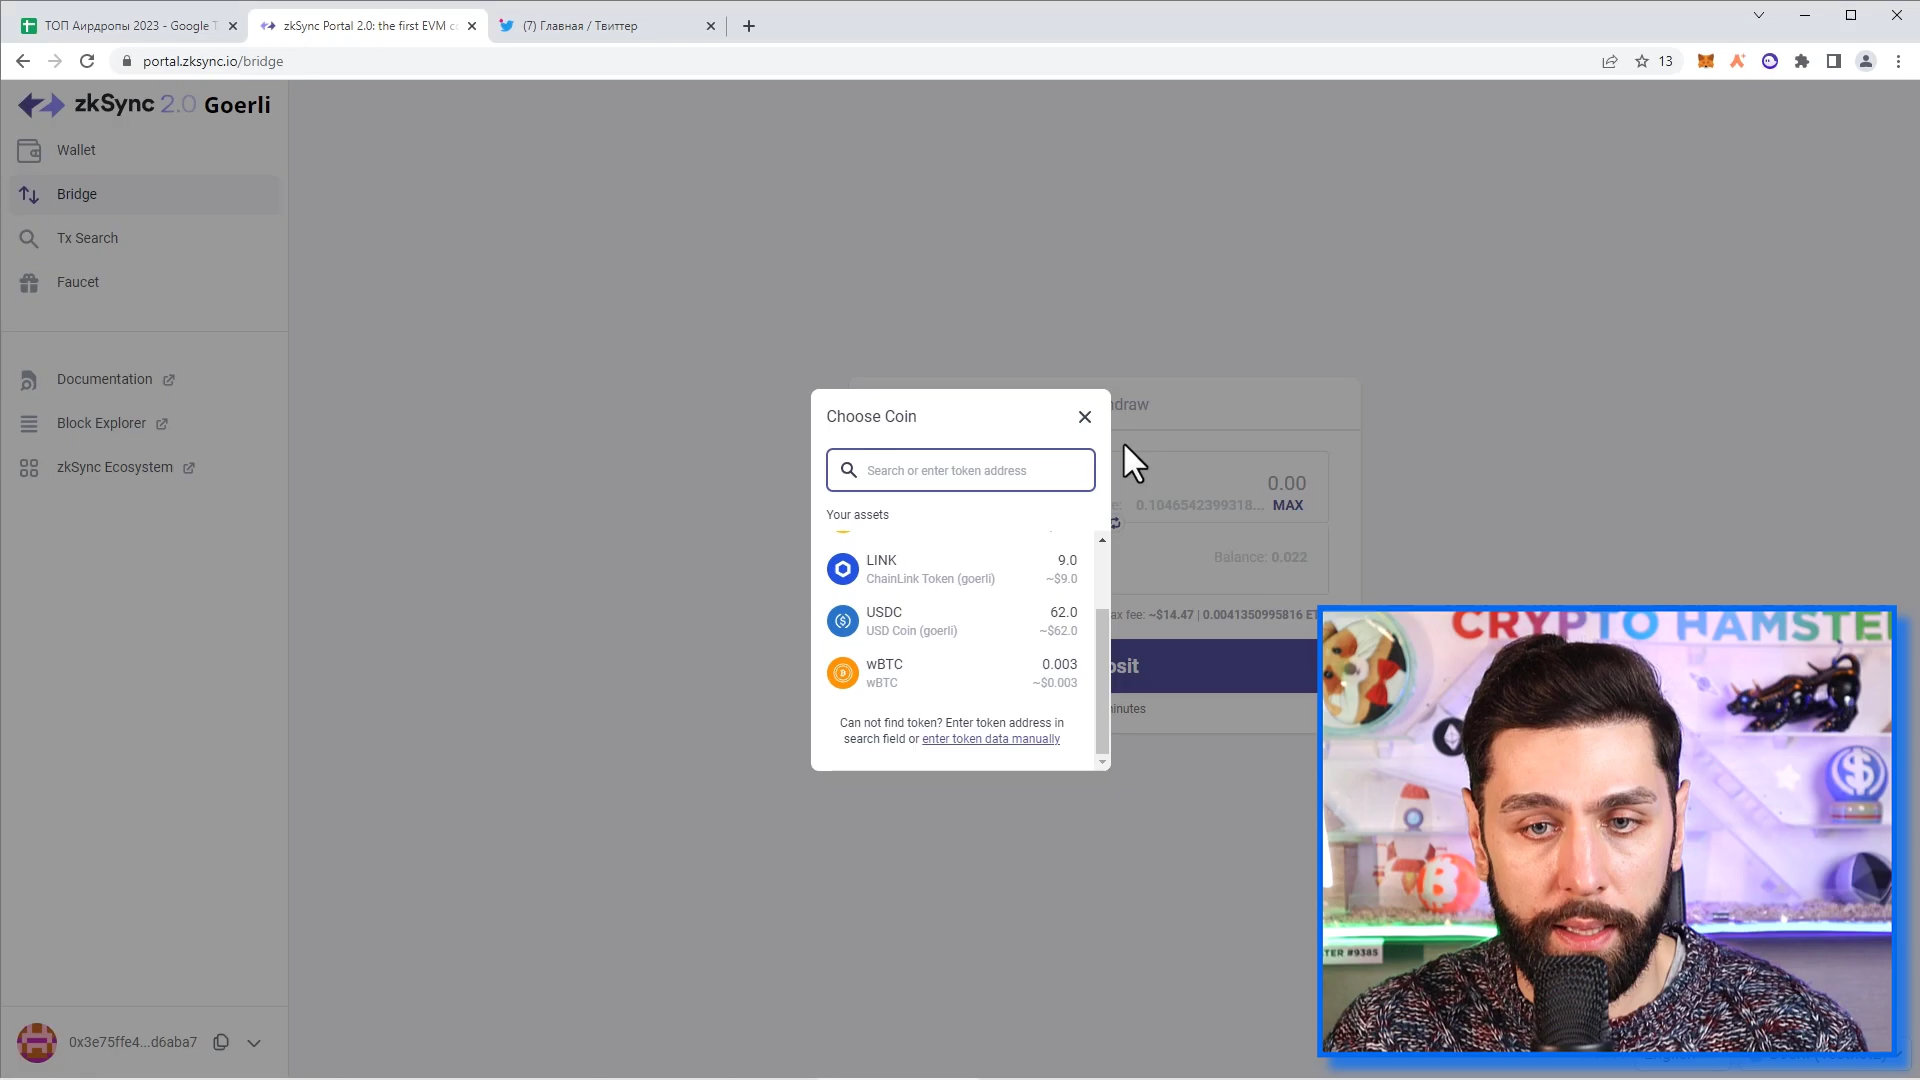 ТОП Аирдропы 2023 - Google Т
zkSync Portal 2.0: the first EVM co
(7) Главная / Твиттер
portal.zksync.io/bridge
13
zkSync 2.0 Goerli
Wallet
Bridge
Tx Search
Faucet
Documentation
Block Explorer
zkSync Ecosystem
0x3e75ffe4...d6aba7
Choose Coin
Search or enter token address
Your assets
LINK 9.0
ChainLink Token (goerli) ~$9.0
USDC 62.0
USD Coin (goerli) ~$62.0
wBTC 0.003
wBTC ~$0.003
Can not find token? Enter token address in
search field or enter token data manually
hdraw
0.00
e: 0.1046542399318... MAX
Balance: 0.022
ax fee: ~$14.47 | 0.0041350995816 ET
osit
minutes
CRYPTO HAMSTE
TER #9385